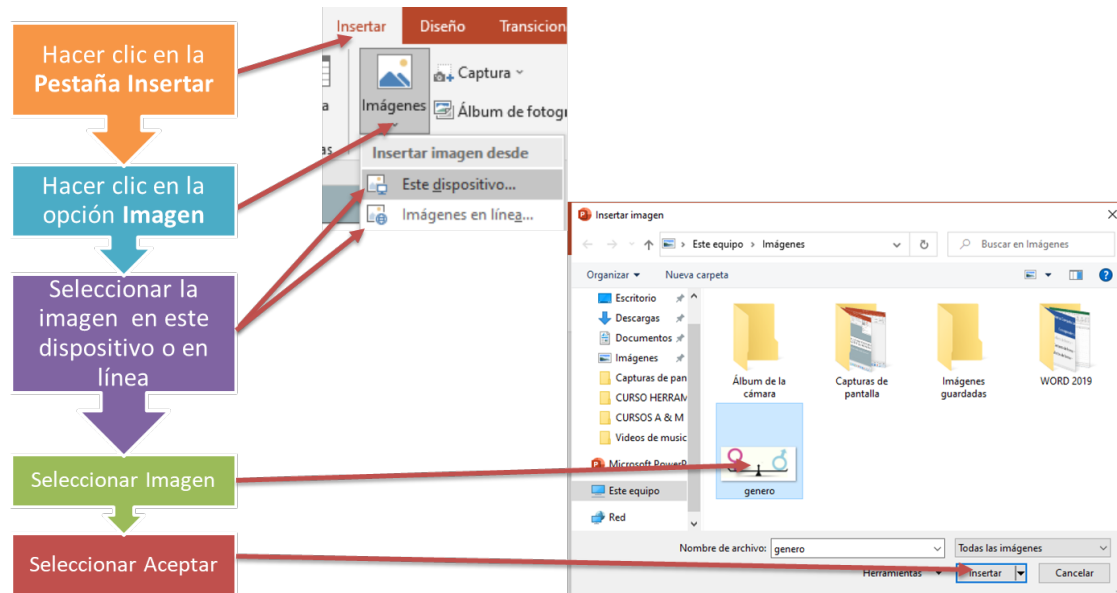 Hacer clic en la
Pestaña Insertar
Hacer clic en la
opción Imagen
Seleccionar la
imagen en este
dispositivo o en
línea
Seleccionar Imagen
Seleccionar Aceptar
Insertar Diseño Transicion
Imágenes
Captura
Álbum de fotogr
Insertar imagen desde
Este dispositivo...
Imágenes en línea...
Insertar imagen
Este equipo > Imágenes
Buscar en Imágenes
Organizar
Nueva carpeta
Escritorio
Descargas
Documentos
Imágenes
Capturas de pan
CURSO HERRAM
CURSOS A & M
Videos de music
Microsoft PowerP
Este equipo
Red
Álbum de la
cámara
Capturas de
pantalla
Imágenes
guardadas
WORD 2019
genero
Nombre de archivo: genero
Todas las imágenes
Herramientas
Insertar
Cancelar